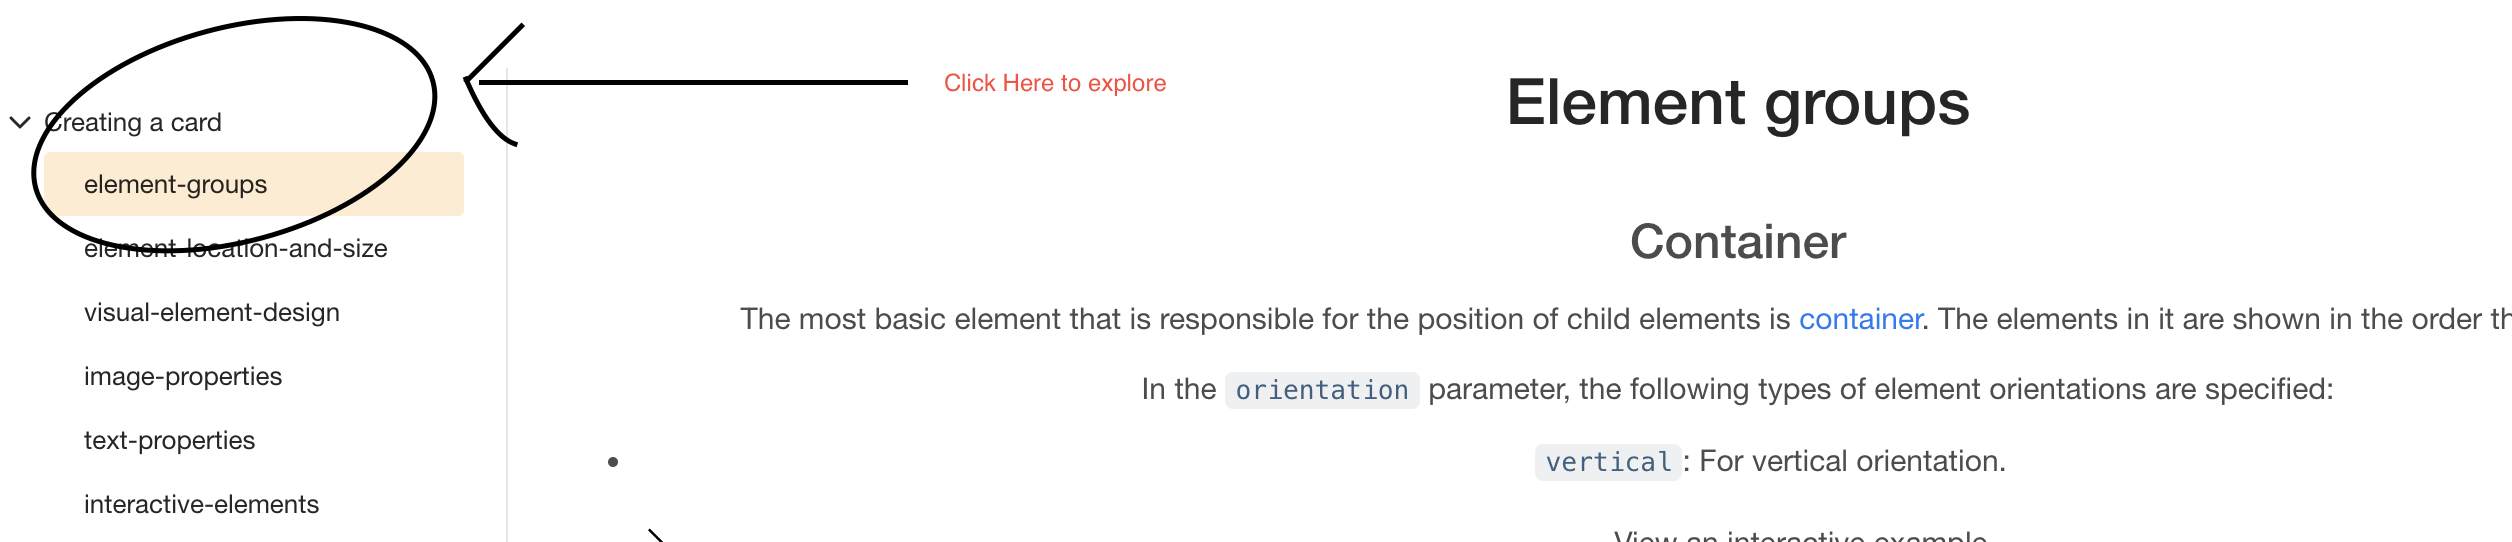 Click Here to explore
Creating a card
element-groups
element-location-and-size
visual-element-design
image-properties
text-properties
interactive-elements
Element groups
Container
The most basic element that is responsible for the position of child elements is container. The elements in it are shown in the order
In the orientation parameter, the following types of element orientations are specified:
vertical: For vertical orientation.
View an interactive example